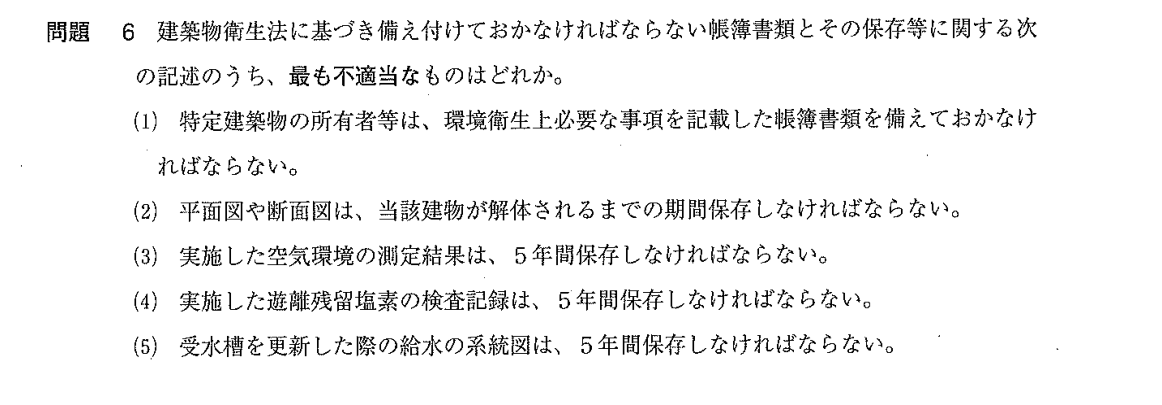 問題 6 建築物衛生法に基づき備え付けておかなければならない帳簿書類とその保存等に関する次
の記述のうち、最も不適当なものはどれか。
(1) 特定建築物の所有者等は、環境衛生上必要な事項を記載した帳簿書類を備えておかなけ
ればならない。
(2) 平面図や断面図は、当該建物が解体されるまでの期間保存しなければならない。
(3) 実施した空気環境の測定結果は、5年間保存しなければならない。
(4) 実施した遊離残留塩素の検査記録は、5年間保存しなければならない。
(5) 受水槽を更新した際の給水の系統図は、5年間保存しなければならない。